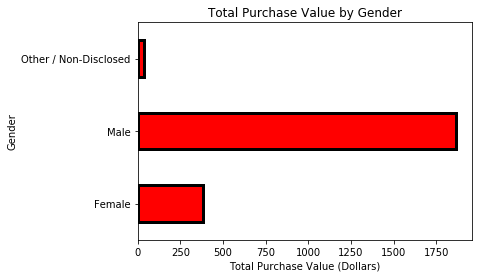 Total Purchase Value by Gender
Other / Non-Disclosed
Male
Female
Gender
0 250 500 750 1000 1250 1500 1750
Total Purchase Value (Dollars)